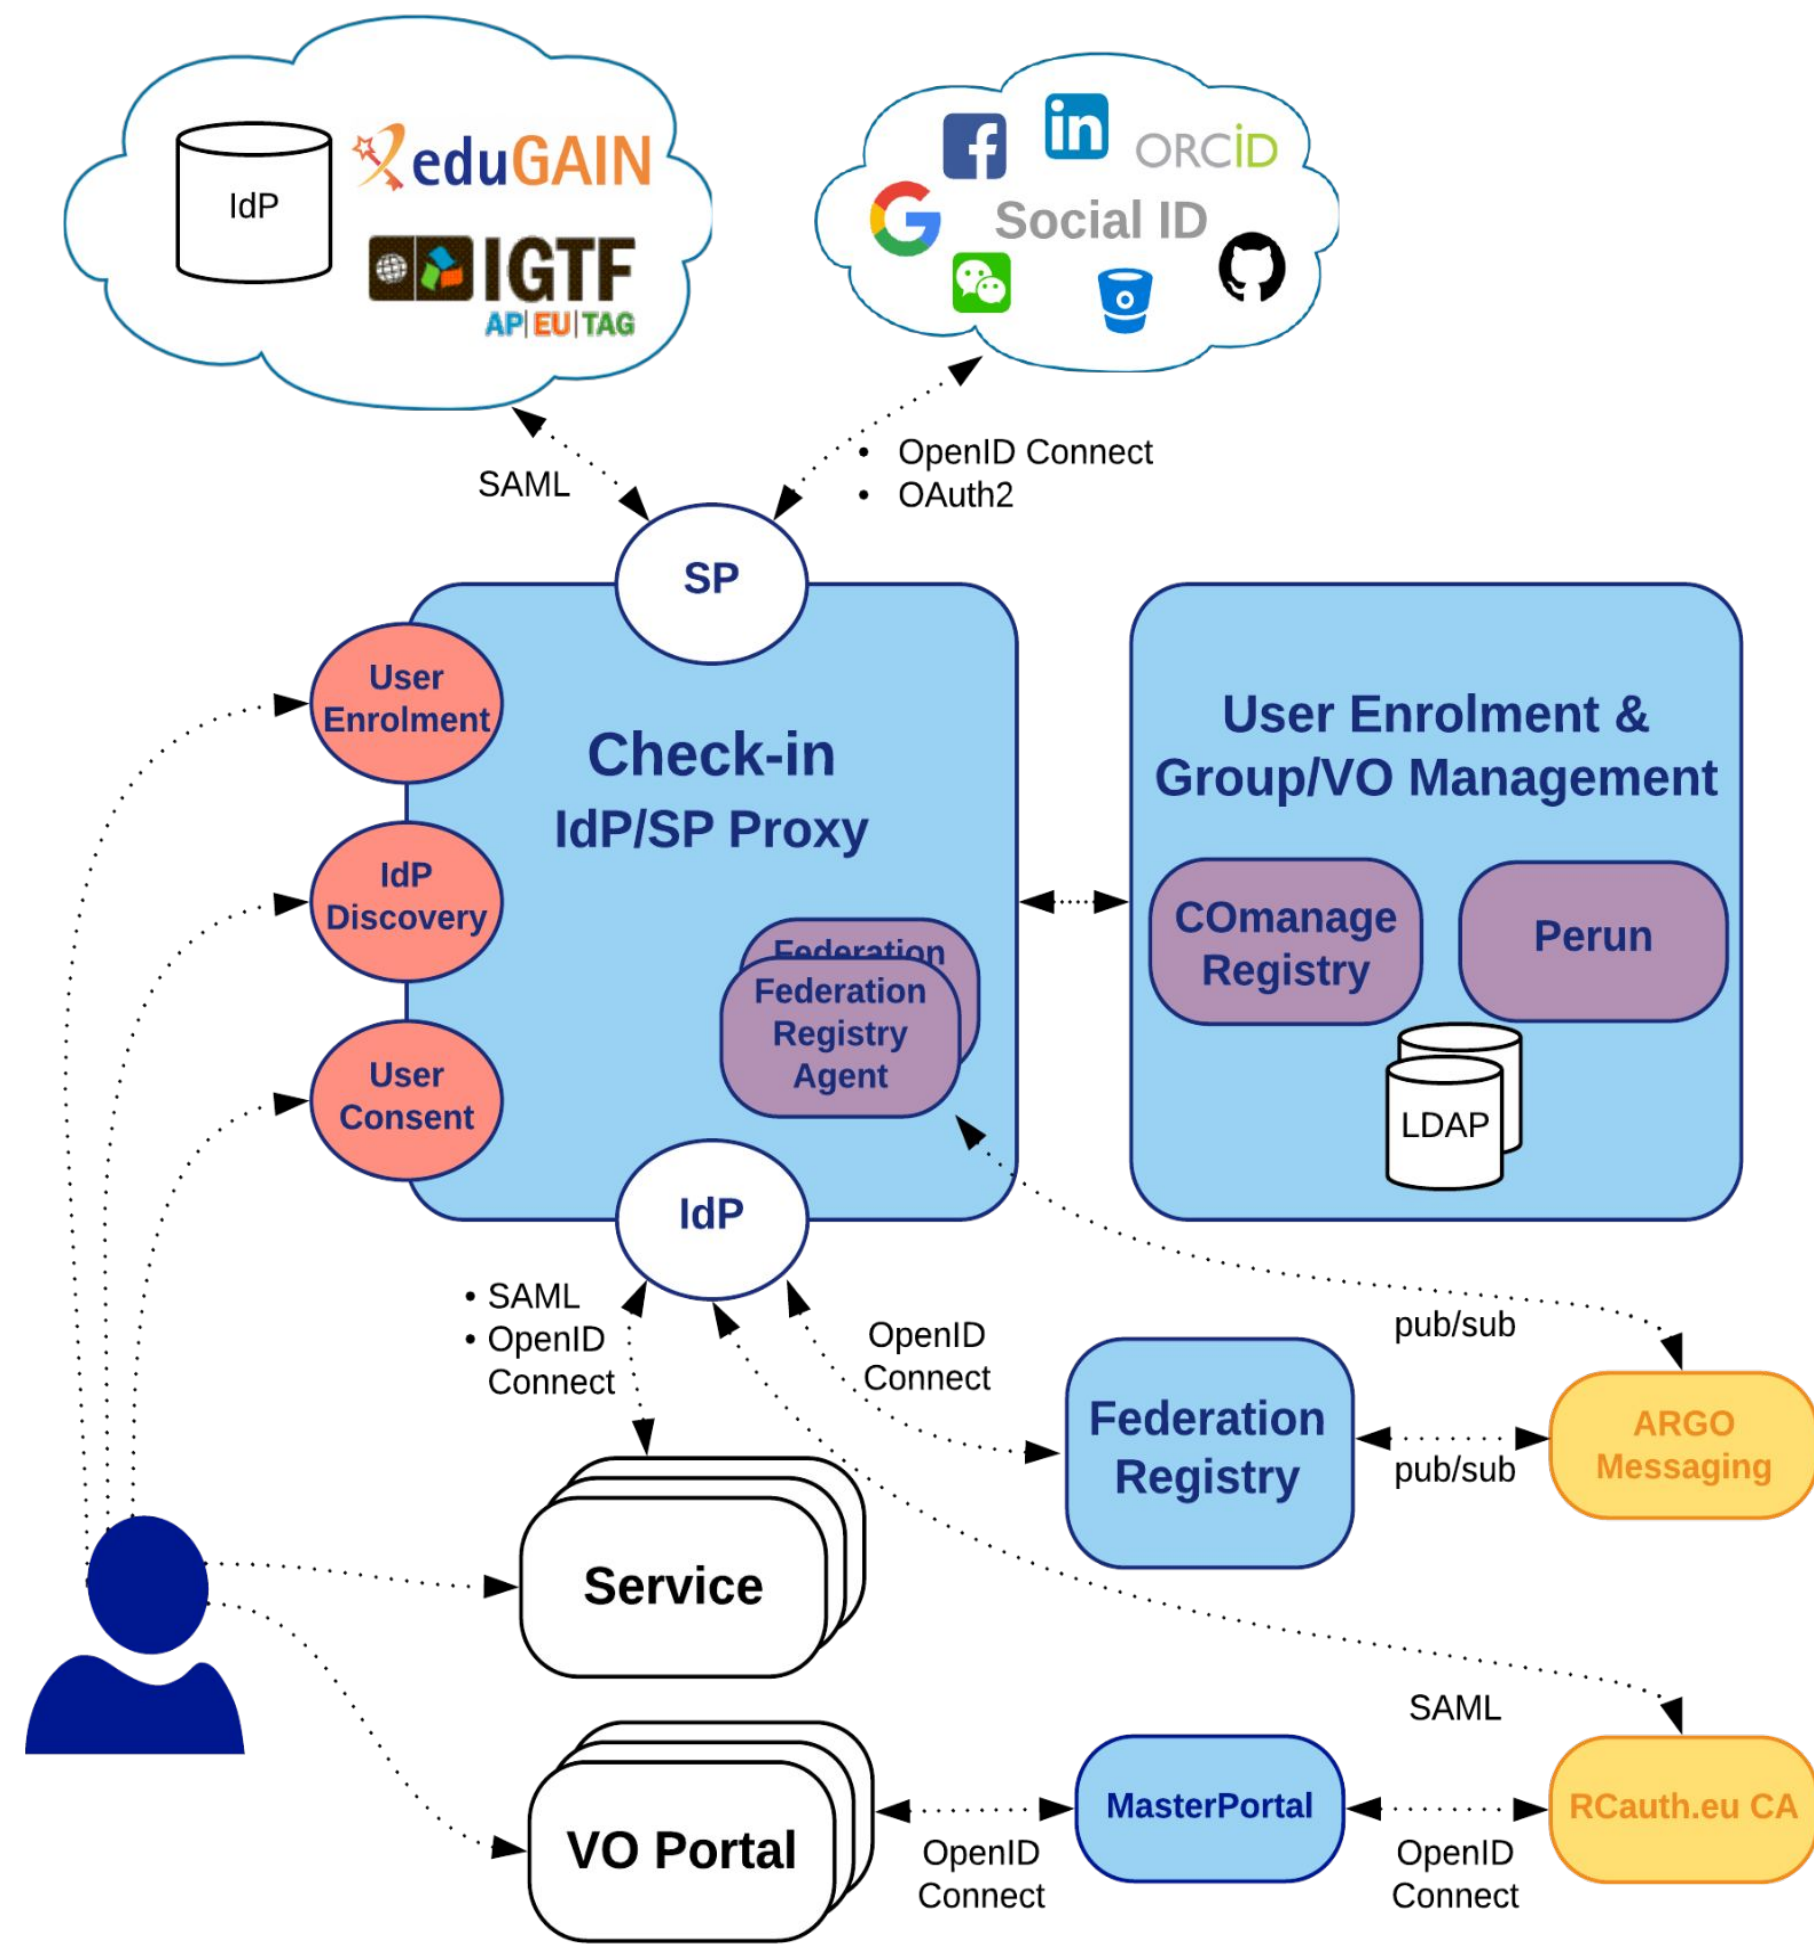 IdP
eduGAIN
IGTF
AP|EU|TAG
in
ORCiD
Social ID
SAML
• OpenID Connect
• OAuth2
SP
User
Enrolment
Check-in
IdP/SP Proxy
IdP
Discovery
Federation
Federation
Registry
Agent
User
Consent
IdP
User Enrolment &
Group/VO Management
COmanage
Registry
Perun
LDAP
• SAML
• OpenID
Connect
OpenID
Connect
pub/sub
Federation
Registry
pub/sub
ARGO
Messaging
Service
SAML
VO Portal
OpenID
Connect
MasterPortal
OpenID
Connect
RCauth.eu CA